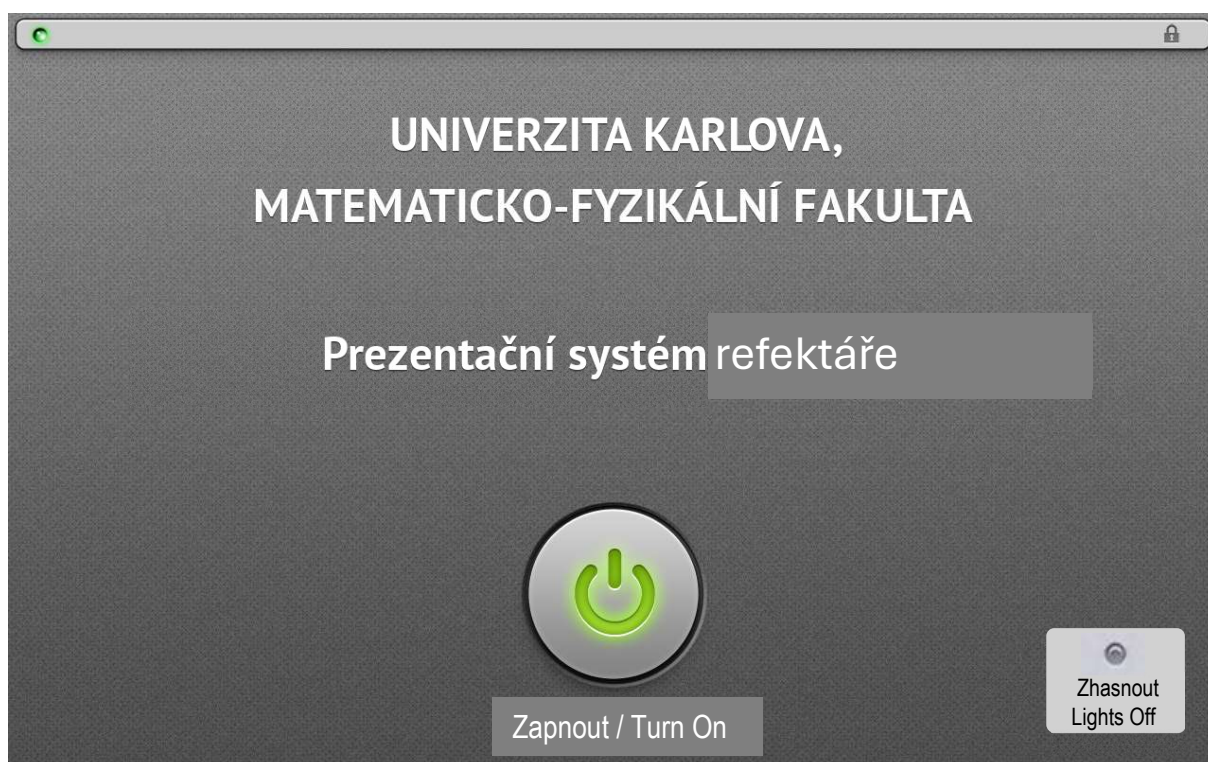 UNIVERZITA KARLOVA,
MATEMATICKO-FYZIKÁLNÍ FAKULTA
Prezentační systém refektáře
Zapnout / Turn On
Zhasnout
Lights Off